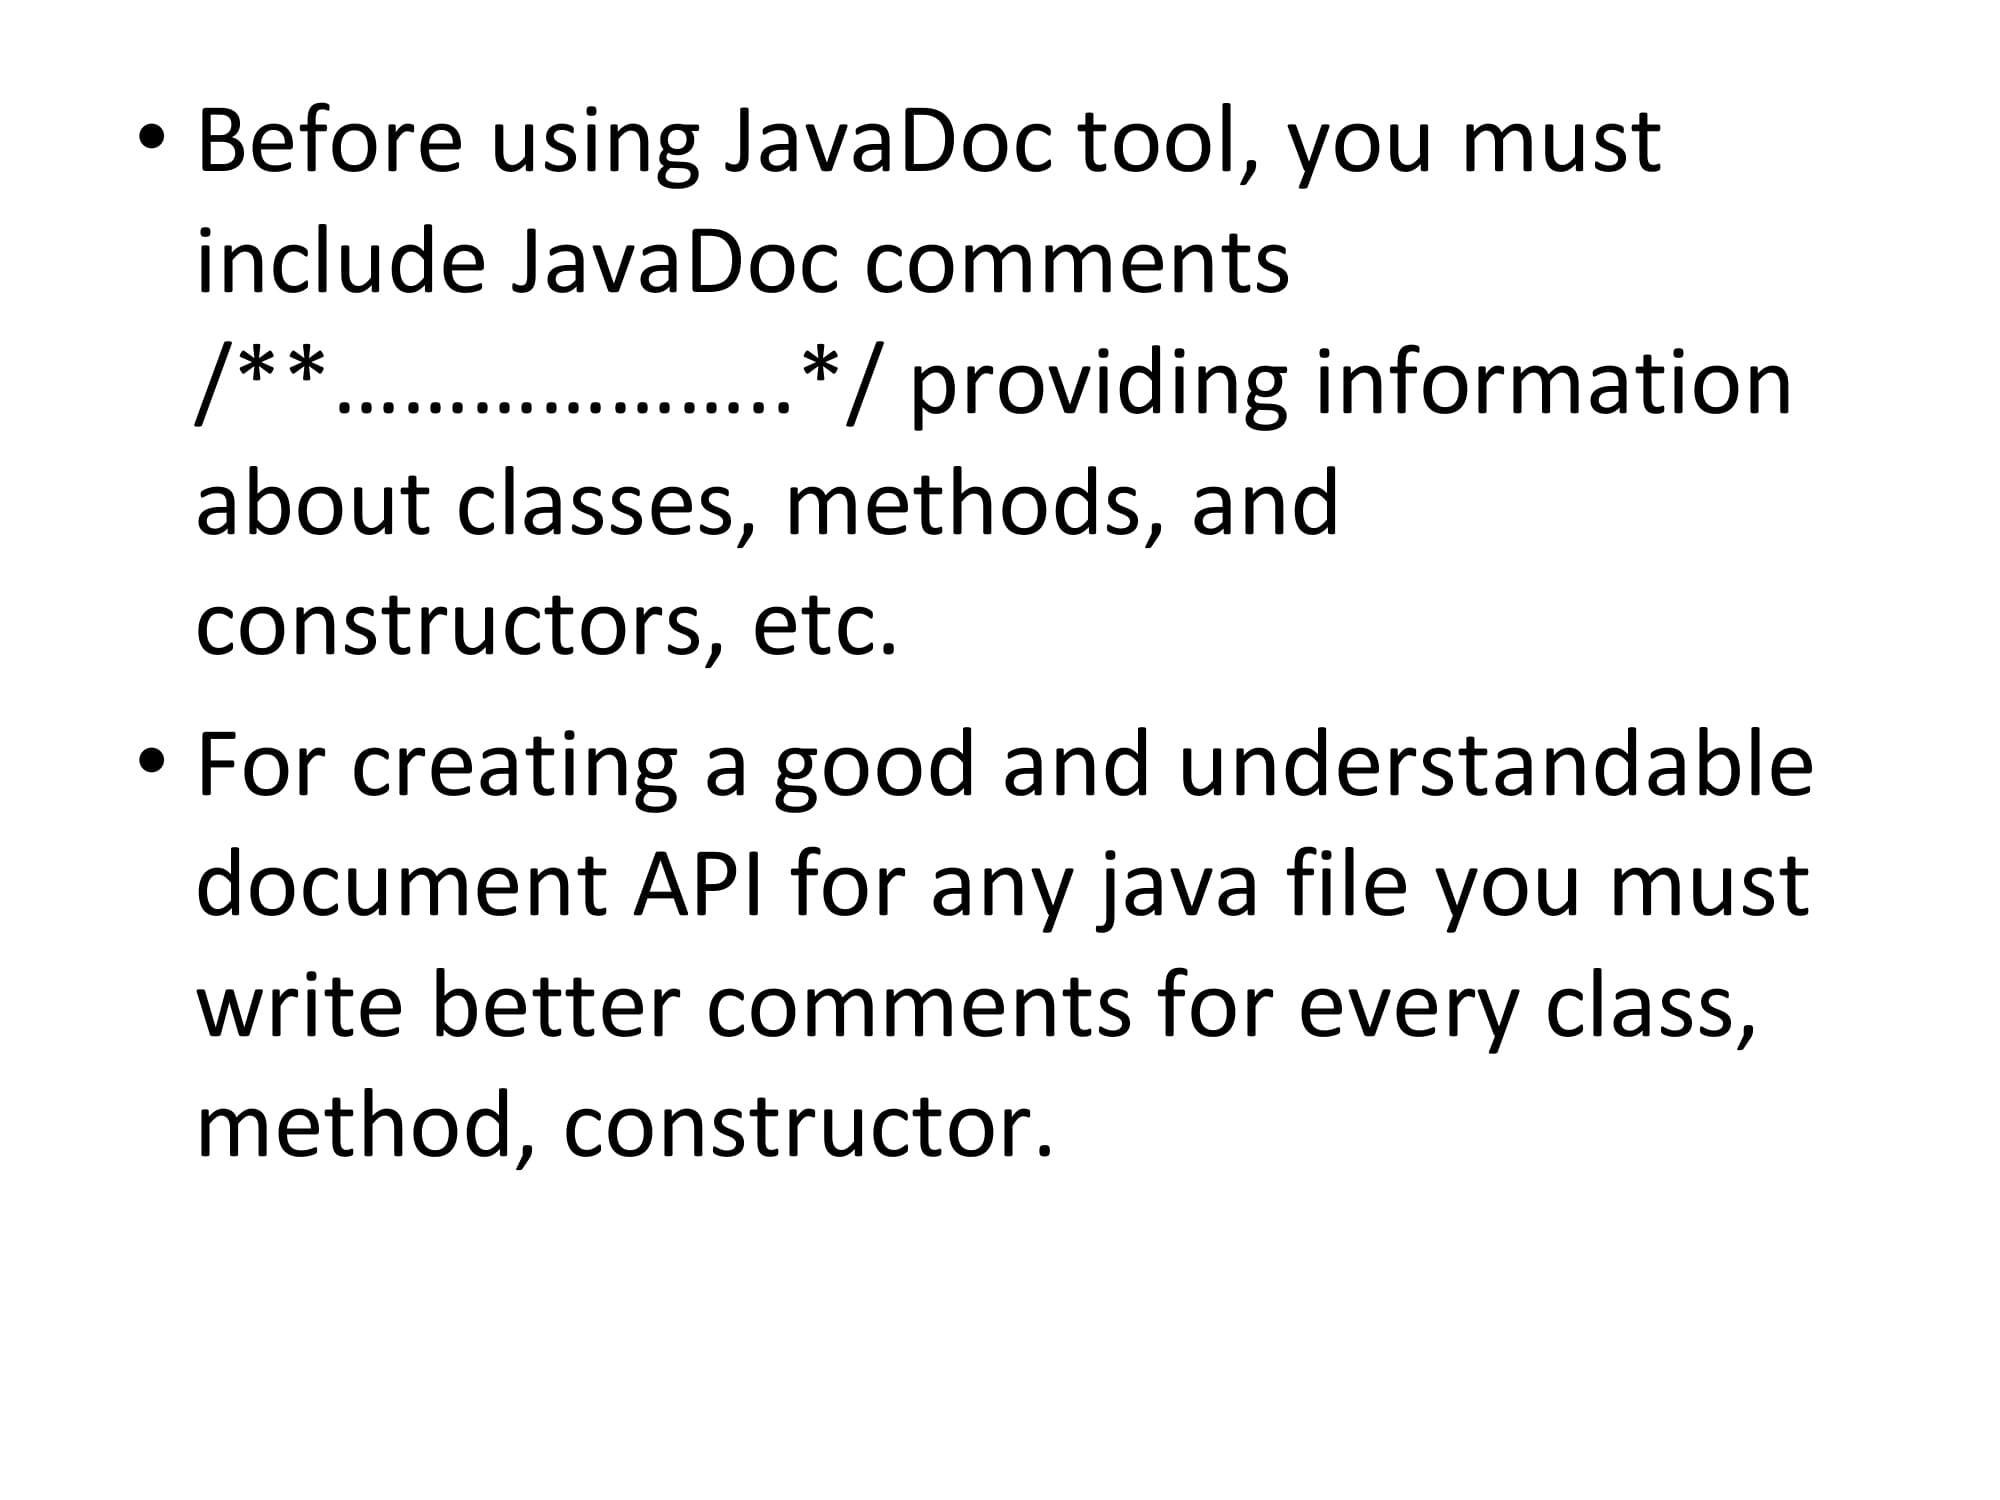 • Before using JavaDoc tool, you must
include JavaDoc comments
/**………………..*/ providing information
about classes, methods, and
constructors, etc.
• For creating a good and understandable
document API for any java file you must
write better comments for every class,
method, constructor.